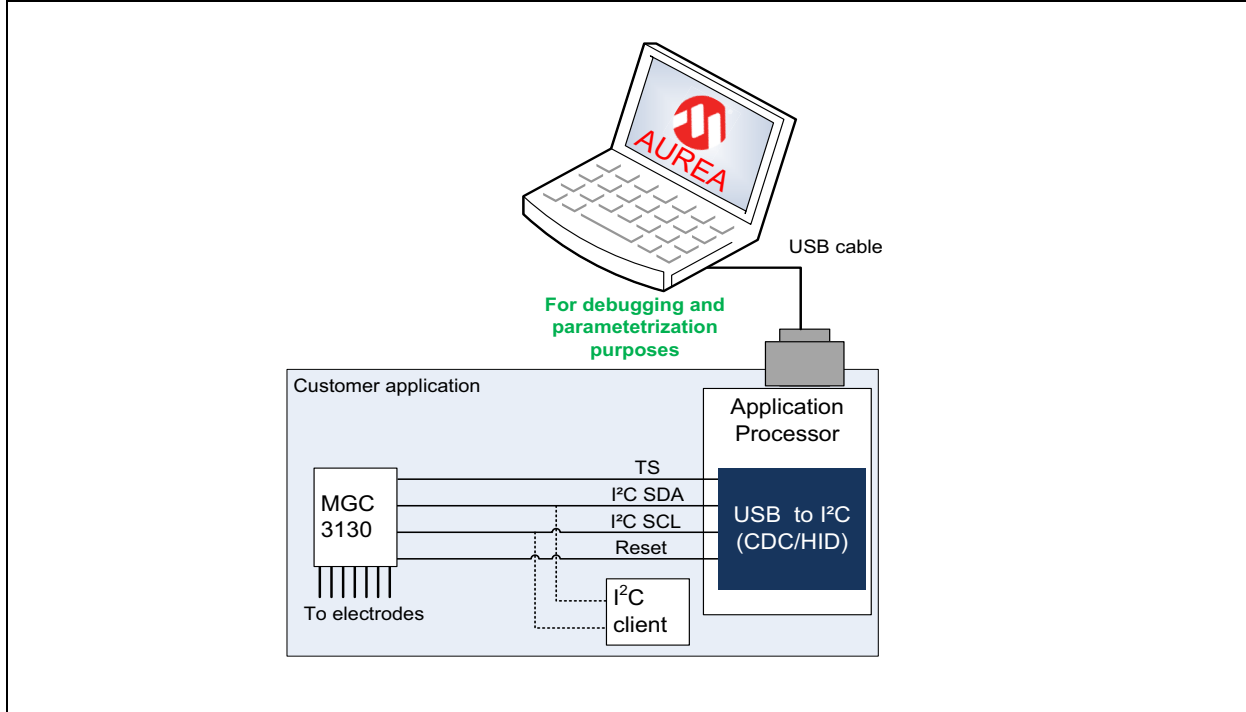 AUREA
USB cable
For debugging and
parametetrization
purposes
Customer application
Application
Processor
TS
I²C SDA
I²C SCL
Reset
MGC
3130
USB to I²C
(CDC/HID)
To electrodes
I²C
client